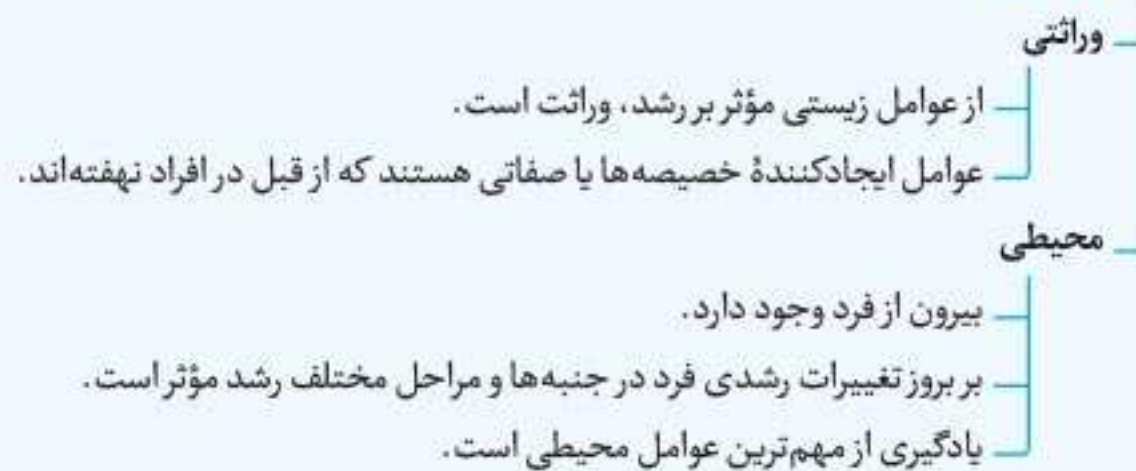 وراثتی
از عوامل زیستی مؤثر بر رشد، وراثت است.
عوامل ایجادکنندهٔ خصیصه‌ها یا صفاتی هستند که از قبل در افراد نهفته‌اند.
محیطی
بیرون از فرد وجود دارد.
بر بروز تغییرات رشدی فرد در جنبه‌ها و مراحل مختلف رشد مؤثر است.
یادگیری از مهم‌ترین عوامل محیطی است.